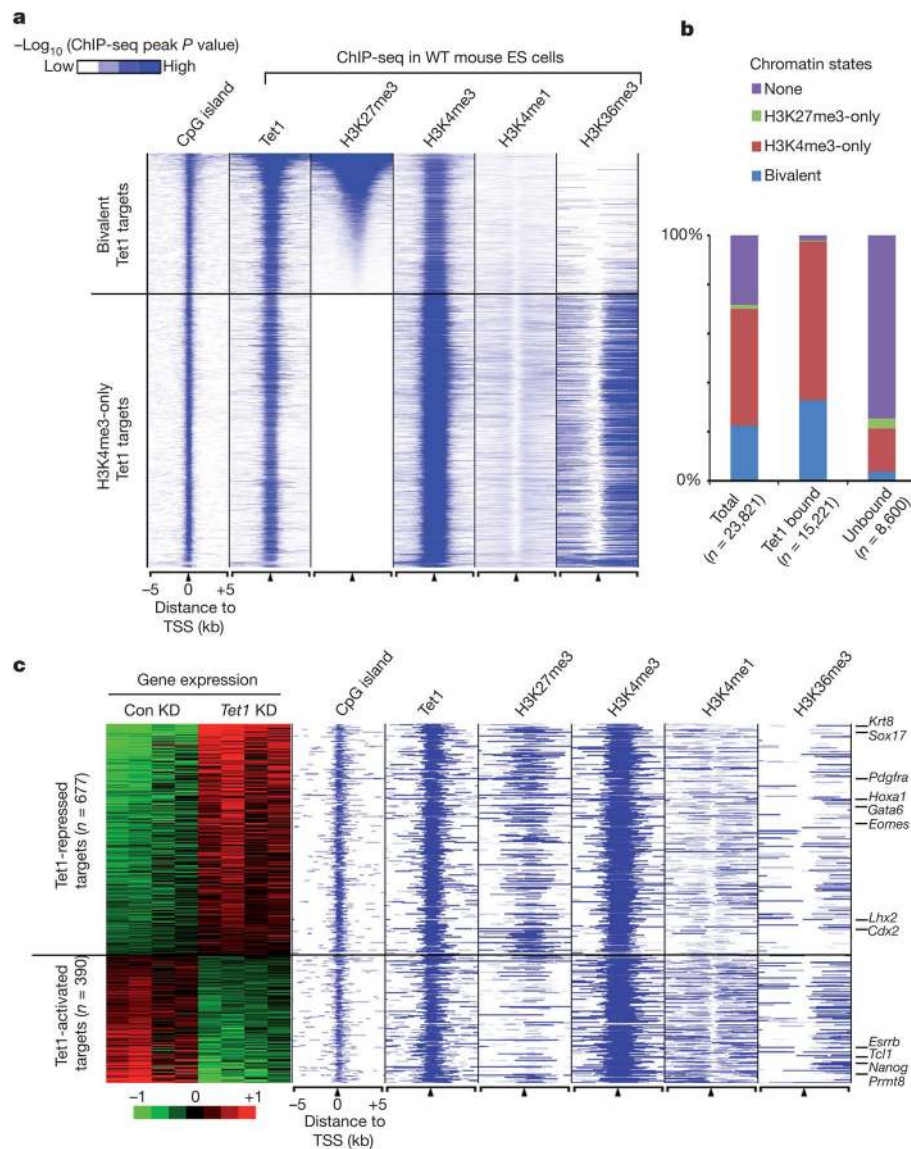 a
−Log10 (ChIP-seq peak P value)
Low High
ChIP-seq in WT mouse ES cells
CpG island
Tet1
H3K27me3
H3K4me3
H3K4me1
H3K36me3
Bivalent
Tet1 targets
H3K4me3-only
Tet1 targets
−5 0 +5
Distance to
TSS (kb)
b
Chromatin states
None
H3K27me3-only
H3K4me3-only
Bivalent
100%
0%
Total
(n = 23,821)
Tet1 bound
(n = 15,221)
Unbound
(n = 8,600)
c
Gene expression
Con KD Tet1 KD
CpG island
Tet1
H3K27me3
H3K4me3
H3K4me1
H3K36me3
Tet1-repressed
targets (n = 677)
Tet1-activated
targets (n = 390)
Krt8
Sox17
Pdgfra
Hoxa1
Gata6
Eomes
Lhx2
Cdx2
Esrrb
Tcl1
Nanog
Prmt8
−1 +1
−5 0 +5
Distance to
TSS (kb)